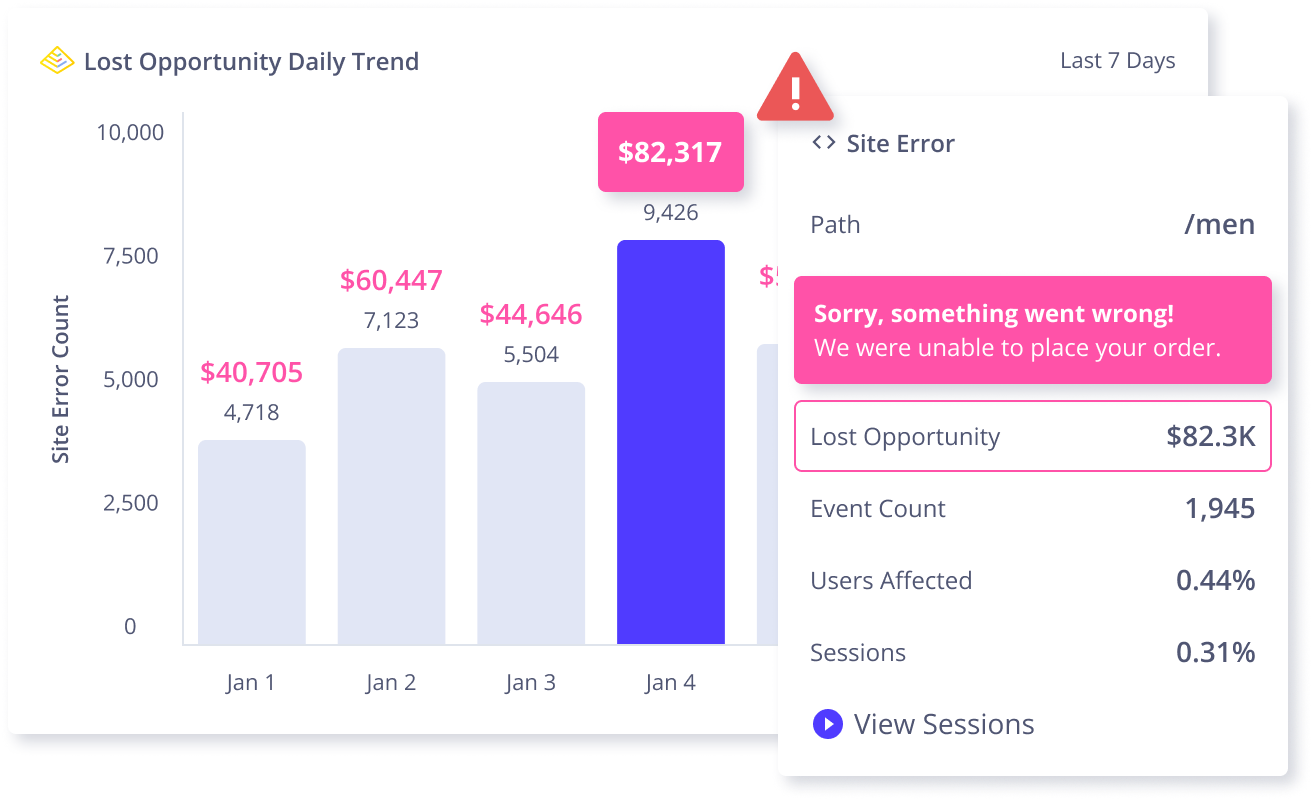 Lost Opportunity Daily Trend
Last 7 Days
Site Error Count
10,000
7,500
5,000
2,500
0
$40,705
4,718
$60,447
7,123
$44,646
5,504
$82,317
9,426
Jan 1
Jan 2
Jan 3
Jan 4
<> Site Error
Path /men
Sorry, something went wrong!
We were unable to place your order.
Lost Opportunity $82.3K
Event Count 1,945
Users Affected 0.44%
Sessions 0.31%
View Sessions